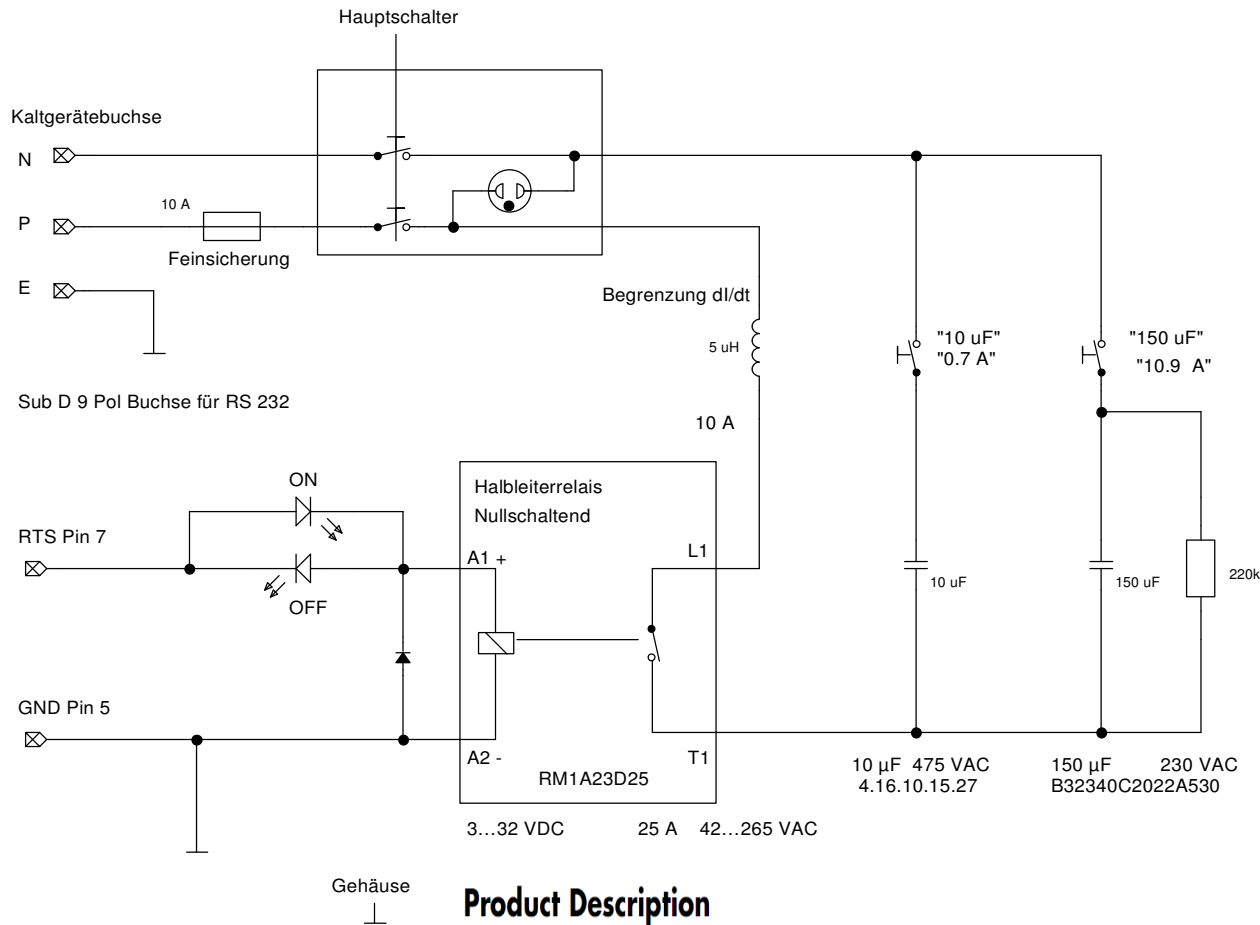 Hauptschalter
Kaltgerätebuchse
N
P
10 A
Feinsicherung
E
Begrenzung dI/dt
5 uH
10 A
"10 uF"
"0.7 A"
"150 uF"
"10.9 A"
Sub D 9 Pol Buchse für RS 232
ON
OFF
RTS Pin 7
GND Pin 5
Halbleiterrelais
Nullschaltend
A1 +
L1
A2 -
T1
RM1A23D25
10 uF
150 uF
220k
3...32 VDC 25 A 42...265 VAC
10 µF 475 VAC
4.16.10.15.27
150 µF 230 VAC
B32340C2022A530
Gehäuse
Product Description